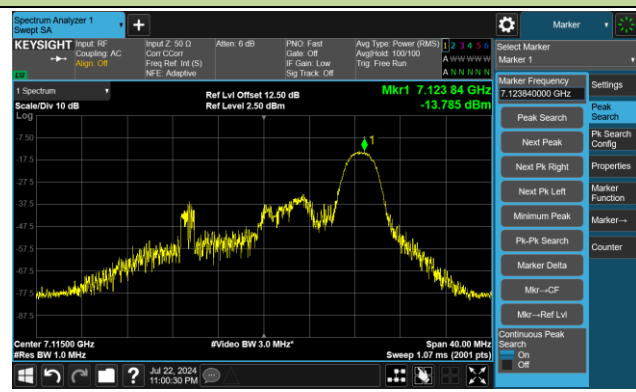 Spectrum Analyzer 1
Swept SA
+
Marker
KEYSIGHT
Input: RF
Coupling: AC
Align: Off
Input Z: 50 Ω
Corr CCorr
Freq Ref: Int (S)
NFE: Adaptive
Atten: 6 dB
PNO: Fast
Gate: Off
IF Gain: Low
Sig Track: Off
Avg Type: Power (RMS)
Avg|Hold: 100/100
Trig: Free Run
1 2 3 4 5 6
A W W W W W
A N N N N N
LW
Select Marker
Marker 1
1 Spectrum
Scale/Div 10 dB
Log
Ref Lvl Offset 12.50 dB
Ref Level 2.50 dBm
Mkr1 7.123 84 GHz
-13.785 dBm
1
-7.50
-17.5
-27.5
-37.5
-47.5
-57.5
-67.5
-77.5
-87.5
Center 7.11500 GHz
#Res BW 1.0 MHz
#Video BW 3.0 MHz*
Span 40.00 MHz
Sweep 1.07 ms (2001 pts)
Marker Frequency
7.123840000 GHz
Peak Search
Next Peak
Next Pk Right
Next Pk Left
Minimum Peak
Pk-Pk Search
Marker Delta
Mkr→CF
Mkr→Ref Lvl
Continuous Peak
Search
On
Off
Settings
Peak
Search
Pk Search
Config
Properties
Marker
Function
Marker→
Counter
?
Jul 22, 2024
11:00:30 PM